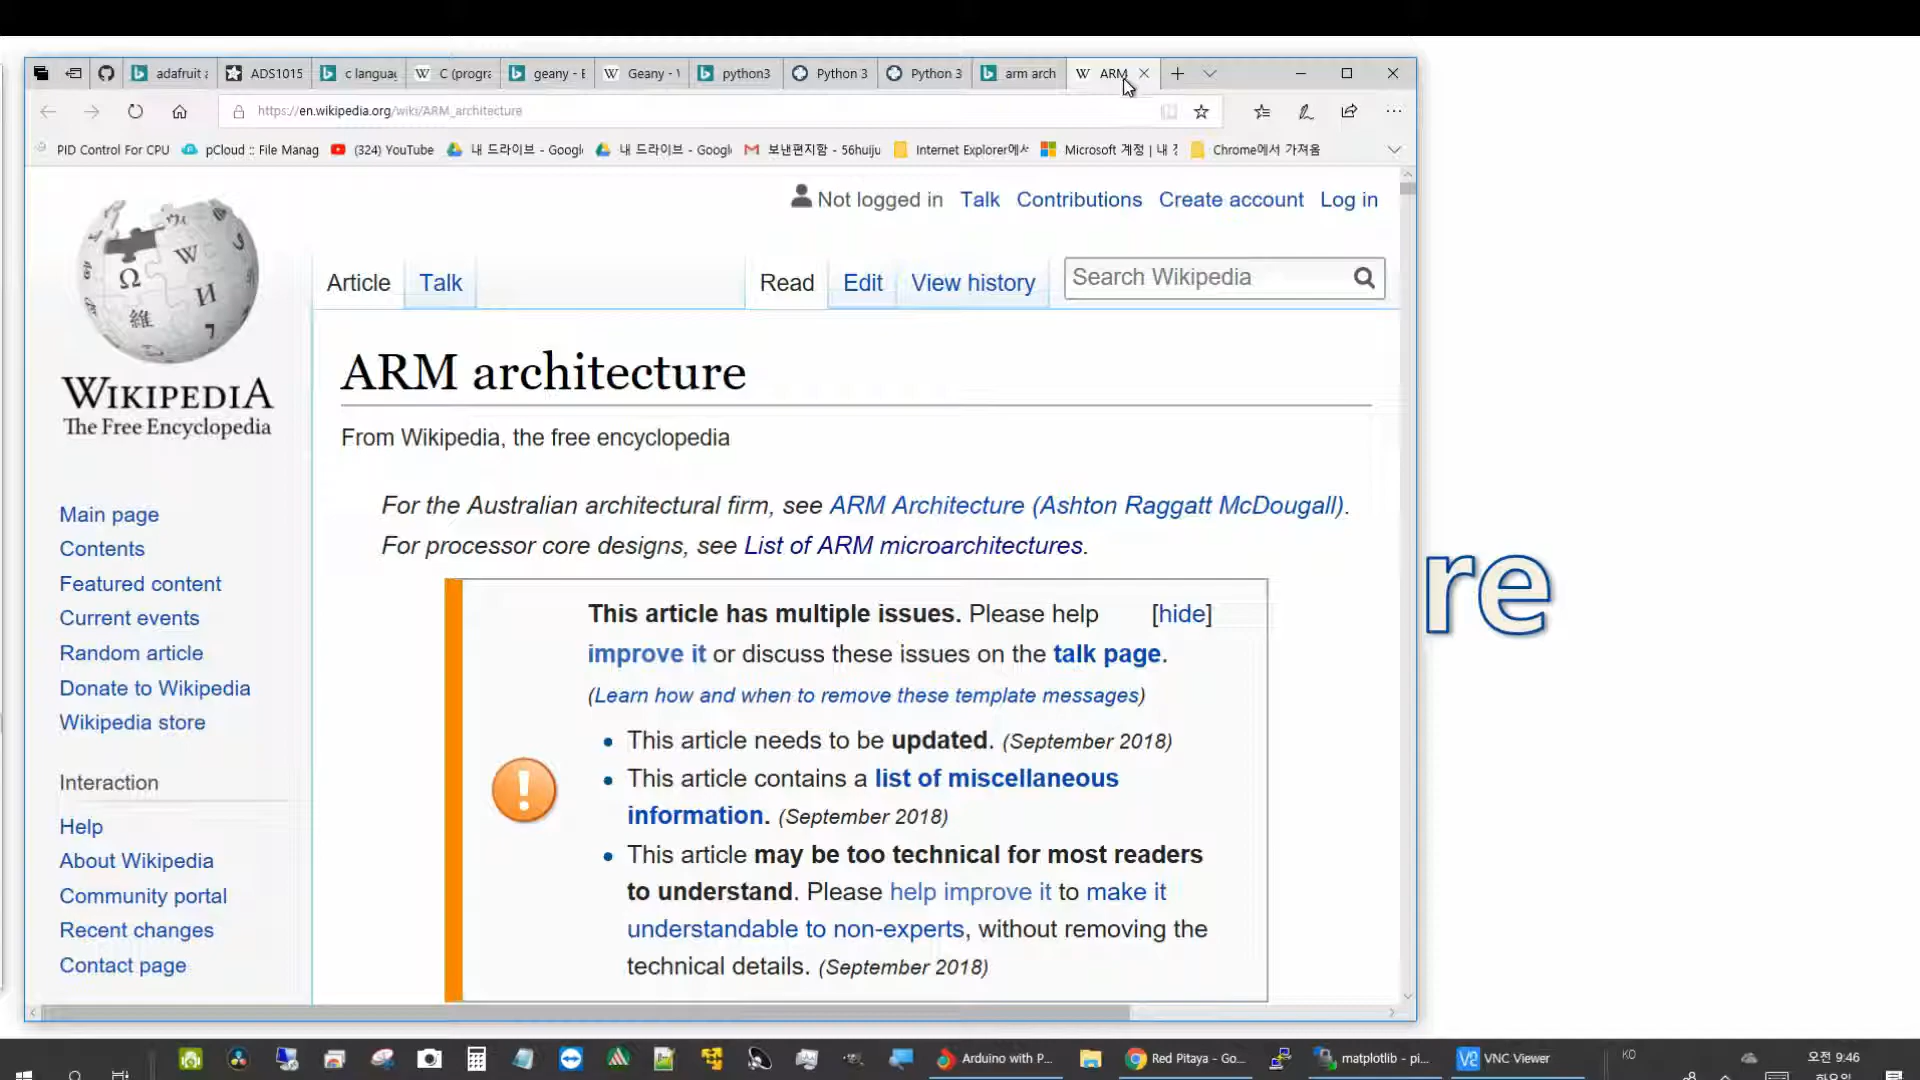 adafruit a
ADS1015
c languag
C (progra
geany - B
Geany - W
python3
Python 3
Python 3
arm arch
ARM
https://en.wikipedia.org/wiki/ARM_architecture
PID Control For CPU
pCloud :: File Manag
(324) YouTube
내 드라이브 - Googl
내 드라이브 - Googl
보낸편지함 - 56huiju
Internet Explorer에서
Microsoft 계정 | 내
Chrome에서 가져옴
Not logged in
Talk
Contributions
Create account
Log in
Article
Talk
Read
Edit
View history
Search Wikipedia
WIKIPEDIA
The Free Encyclopedia
ARM architecture
From Wikipedia, the free encyclopedia
For the Australian architectural firm, see ARM Architecture (Ashton Raggatt McDougall).
For processor core designs, see List of ARM microarchitectures.
Main page
Contents
Featured content
Current events
Random article
Donate to Wikipedia
Wikipedia store
Interaction
Help
About Wikipedia
Community portal
Recent changes
Contact page
This article has multiple issues. Please help [hide]
improve it or discuss these issues on the talk page.
(Learn how and when to remove these template messages)
This article needs to be updated. (September 2018)
This article contains a list of miscellaneous
information. (September 2018)
This article may be too technical for most readers
to understand. Please help improve it to make it
understandable to non-experts, without removing the
technical details. (September 2018)
re
Arduino with P...
Red Pitaya - Go...
matplotlib - pi...
VNC Viewer
KO
오전 9:46
화요일